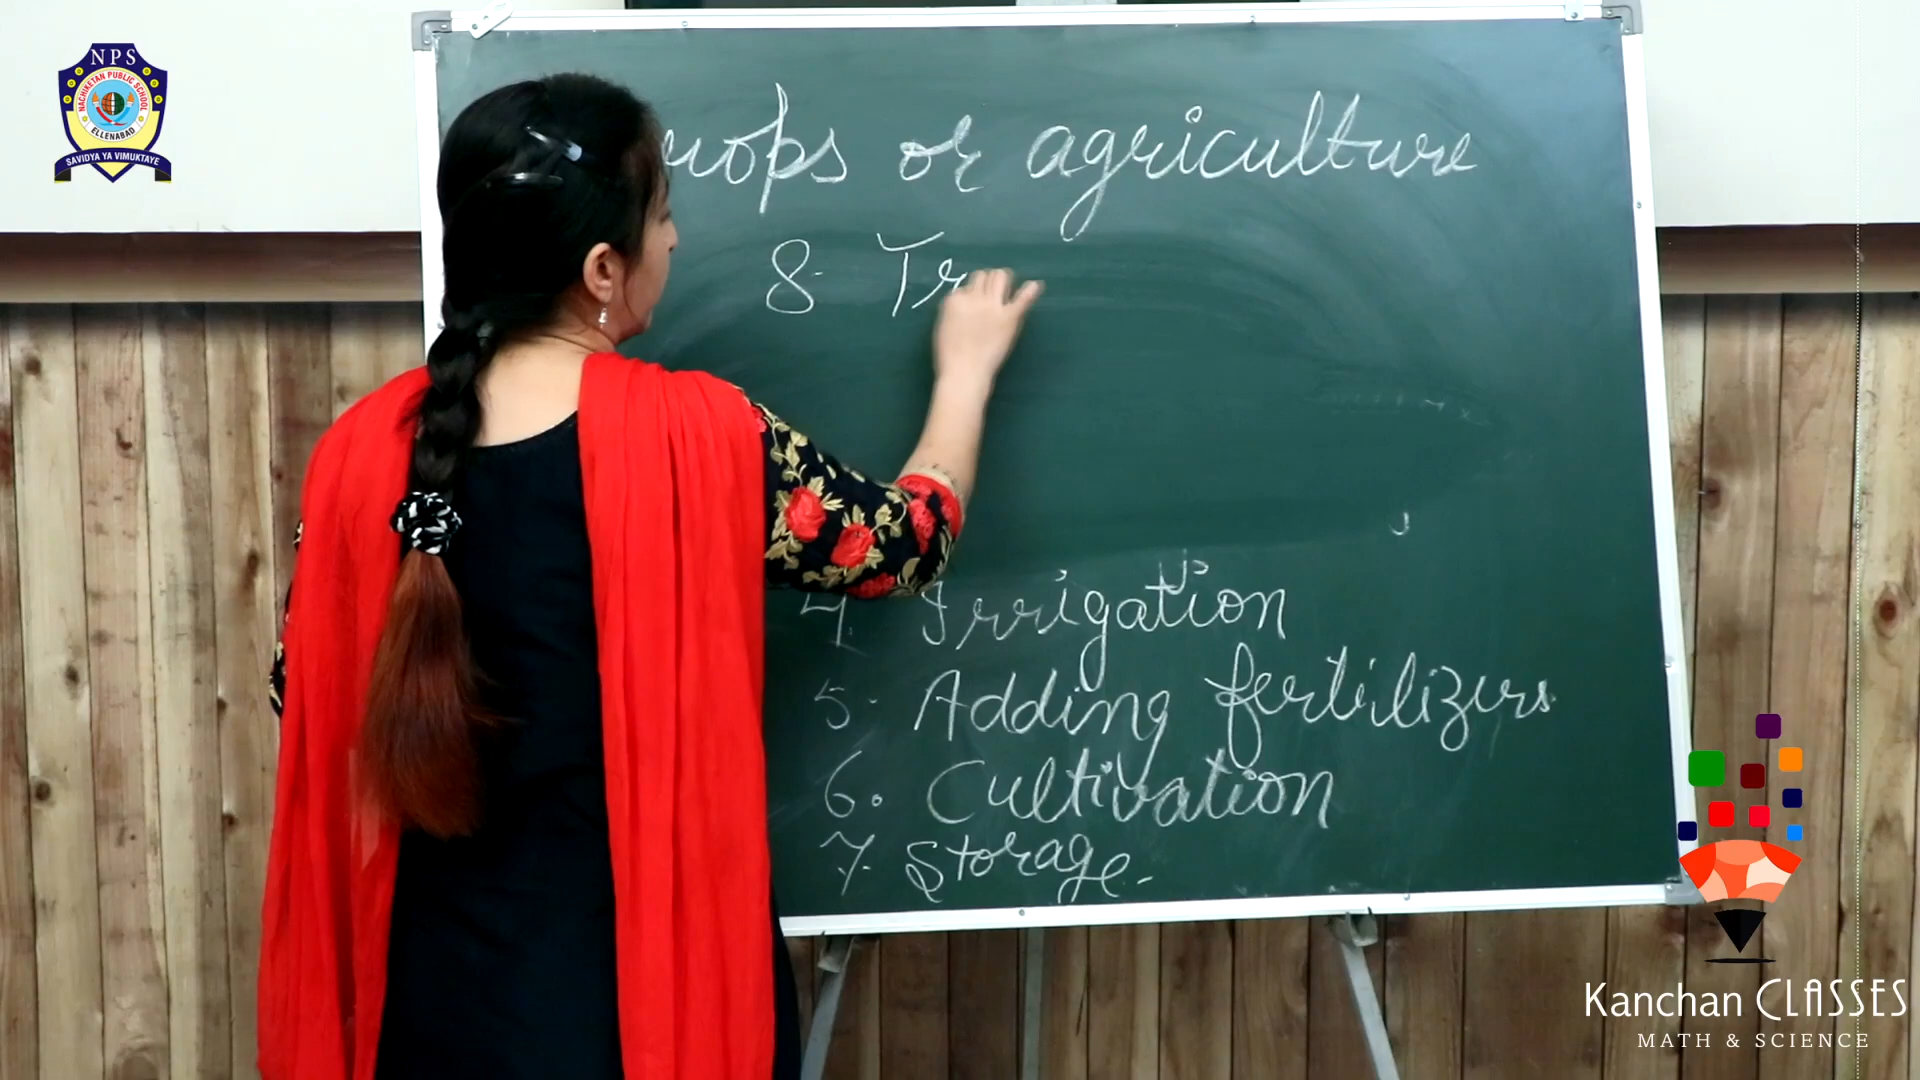 NPS
NACHIKETAN PUBLIC SCHOOL
ELLENABAD
SAVIDYA YA VIMUKTAYE
rops or agriculture
8. Tr
4. Irrigation
5. Adding fertilizers.
6. Cultivation
7. Storage.
Kanchan CLASSES
MATH & SCIENCE